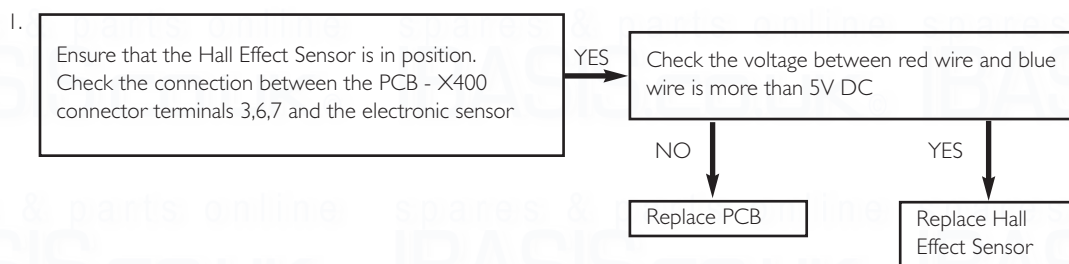 1.
Ensure that the Hall Effect Sensor is in position.
Check the connection between the PCB - X400
connector terminals 3,6,7 and the electronic sensor
YES
Check the voltage between red wire and blue
wire is more than 5V DC
NO
YES
Replace PCB
Replace Hall
Effect Sensor